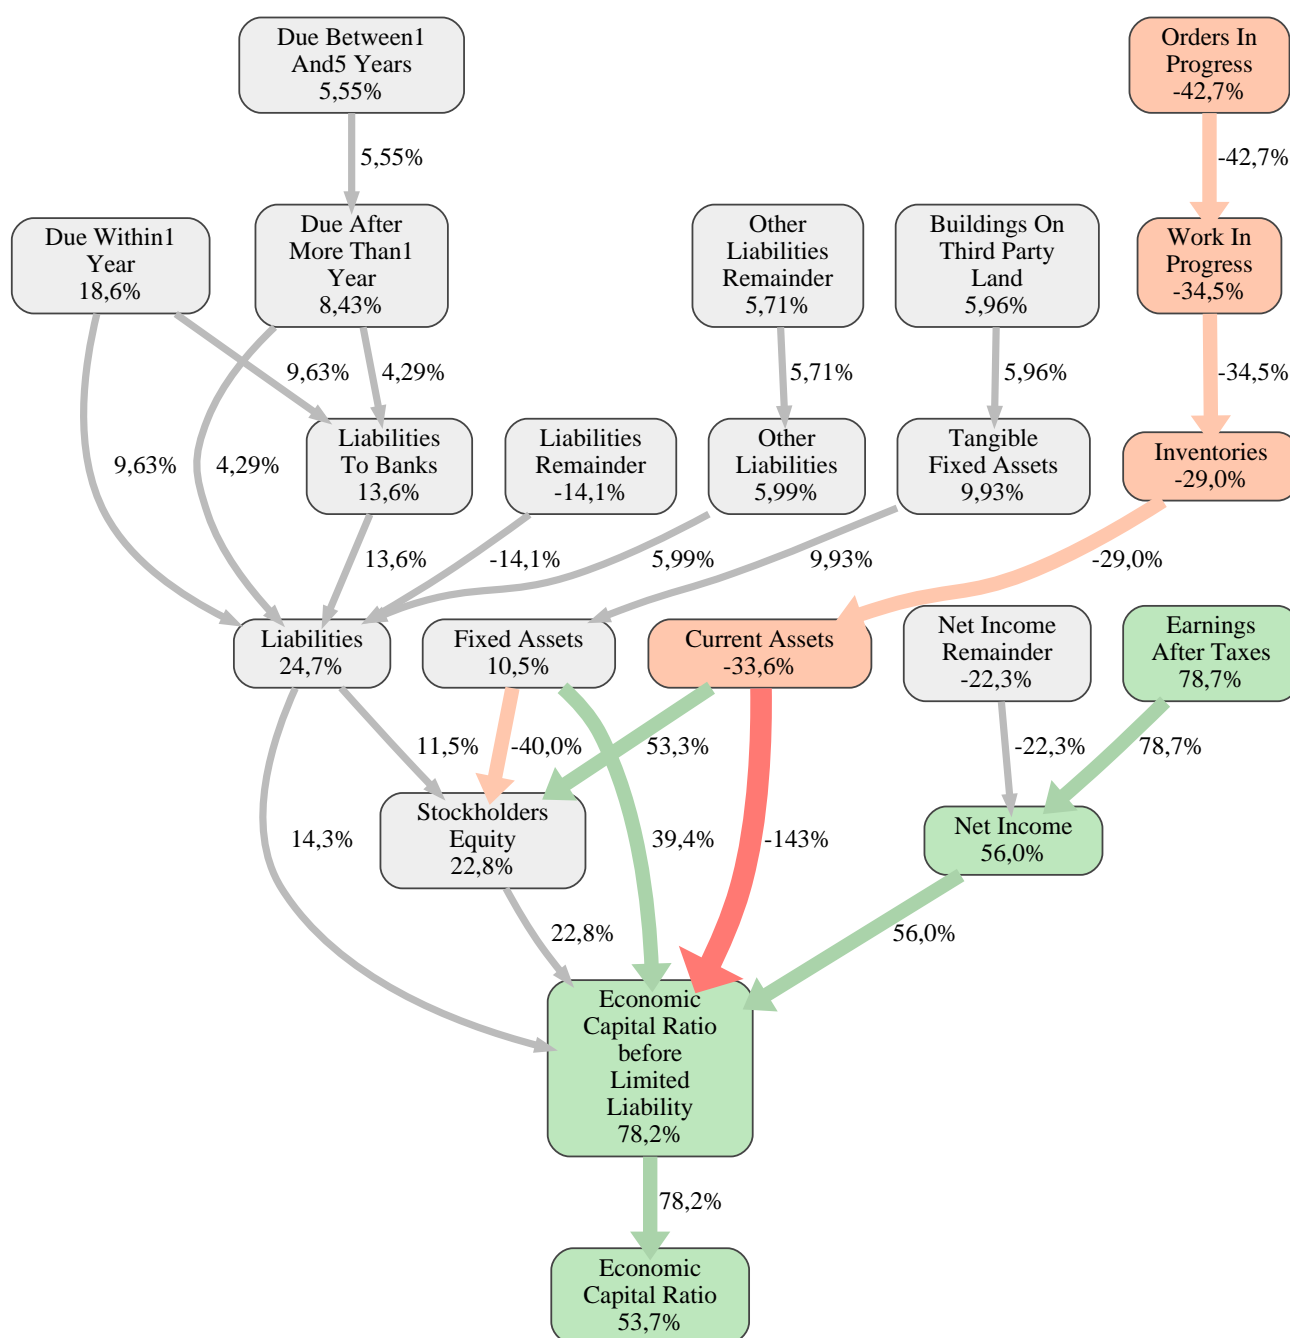 Due Between1
And5 Years
5,55%
Orders In
Progress
-42,7%
5,55%
-42,7%
Due Within1
Year
18,6%
Due After
More Than1
Year
8,43%
Other
Liabilities
Remainder
5,71%
Buildings On
Third Party
Land
5,96%
Work In
Progress
-34,5%
9,63%
4,29%
5,71%
5,96%
-34,5%
9,63%
4,29%
Liabilities
To Banks
13,6%
Liabilities
Remainder
-14,1%
Other
Liabilities
5,99%
Tangible
Fixed Assets
9,93%
Inventories
-29,0%
13,6%
-14,1%
5,99%
9,93%
-29,0%
Liabilities
24,7%
Fixed Assets
10,5%
Current Assets
-33,6%
Net Income
Remainder
-22,3%
Earnings
After Taxes
78,7%
11,5%
-40,0%
53,3%
-22,3%
78,7%
14,3%
Stockholders
Equity
22,8%
39,4%
-143%
Net Income
56,0%
22,8%
56,0%
Economic
Capital Ratio
before
Limited
Liability
78,2%
78,2%
Economic
Capital Ratio
53,7%